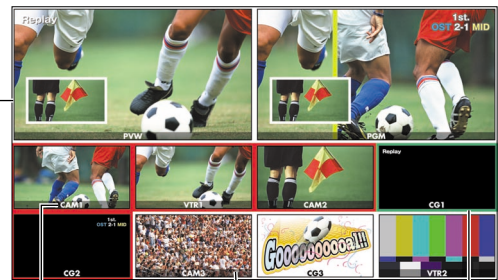 Replay
PVW
1st.
OST 2-1 MID
PGM
CAM1
VTR1
CAM2
Replay
CG1
1st.
OST 2-1 MID
CG2
CAM3
Goooooooooal!!
CG3
VTR2